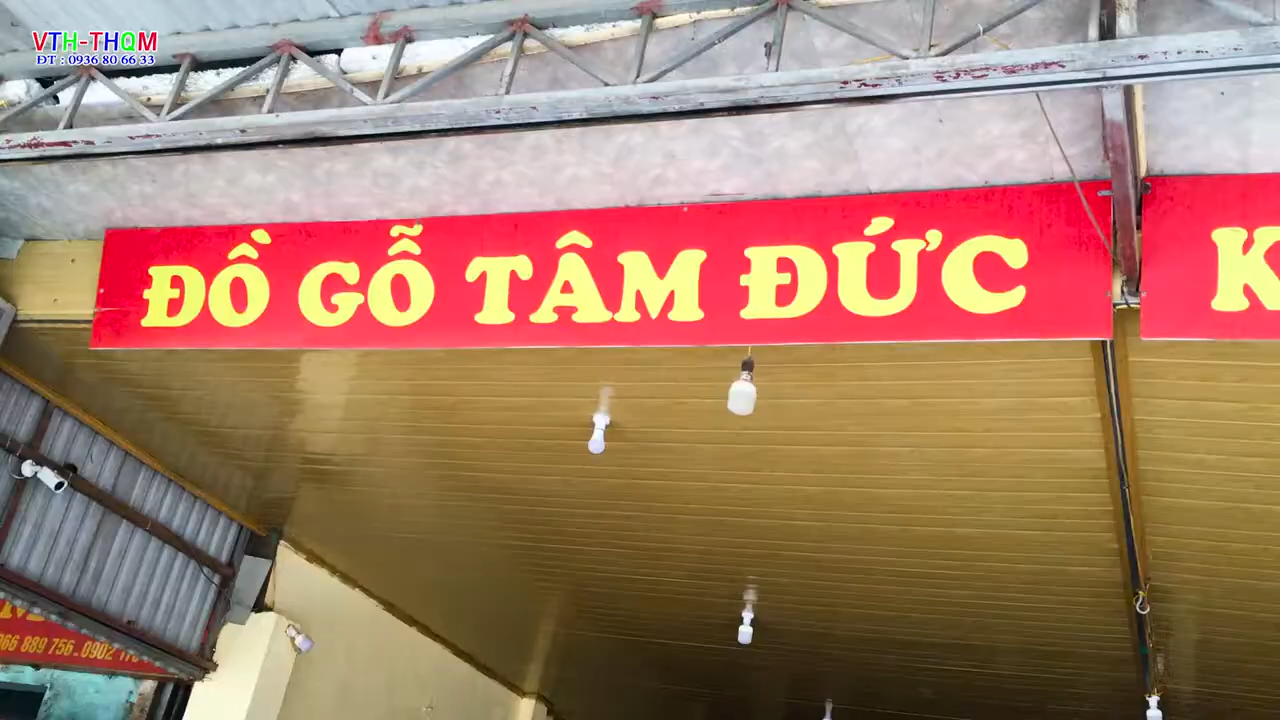 VTH-THQM
ĐT : 0936 80 66 33
ĐỒ GỖ TÂM ĐỨC
K
966 889 756 - 0902